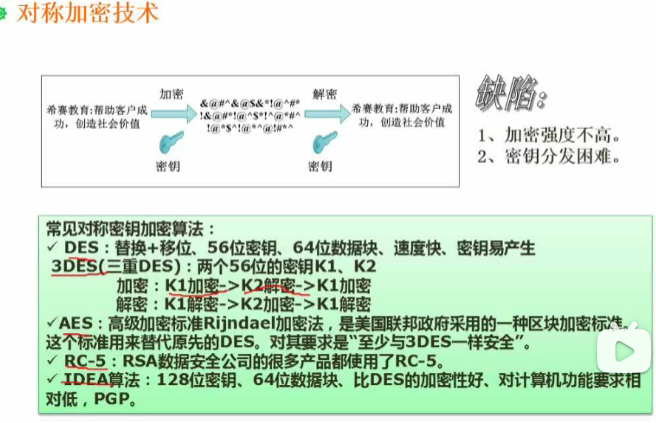 对称加密技术
加密
解密
希赛教育:帮助客户成
功，创造社会价值
&@#^&@$&*!@^#*
!&@#*!@^$*!^@*#^
!@*$^!@*^@!#*^
希赛教育:帮助客户成
功，创造社会价值
密钥
密钥
缺陷:
1、加密强度不高。
2、密钥分发困难。
常见对称密钥加密算法：
✓ DES：替换+移位、56位密钥、64位数据块、速度快、密钥易产生
3DES(三重DES)：两个56位的密钥K1、K2
加密：K1加密->K2解密->K1加密
解密：K1解密->K2加密->K1解密
✓AES：高级加密标准Rijndael加密法，是美国联邦政府采用的一种区块加密标准。
这个标准用来替代原先的DES。对其要求是“至少与3DES一样安全”。
✓ RC-5：RSA数据安全公司的很多产品都使用了RC-5。
✓ IDEA算法：128位密钥、64位数据块、比DES的加密性好、对计算机功能要求相
对低，PGP。